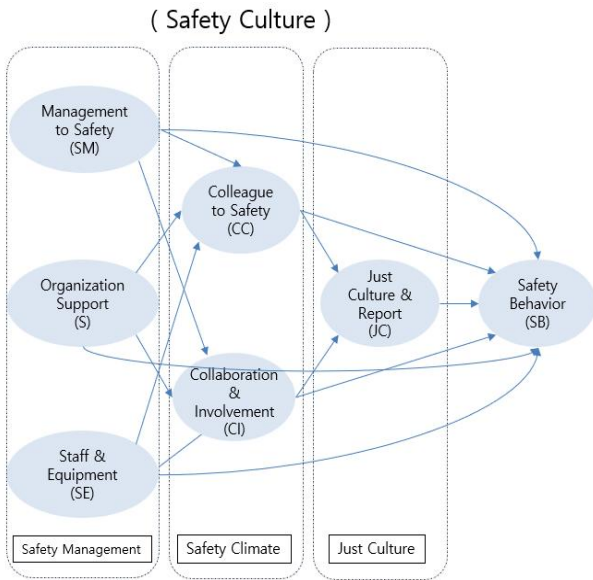 ( Safety Culture )
Management
to Safety
(SM)
Colleague
to Safety
(CC)
Organization
Support
(S)
Just
Culture &
Report
(JC)
Safety
Behavior
(SB)
Collaboration
&
Involvement
(CI)
Staff &
Equipment
(SE)
Safety Management
Safety Climate
Just Culture